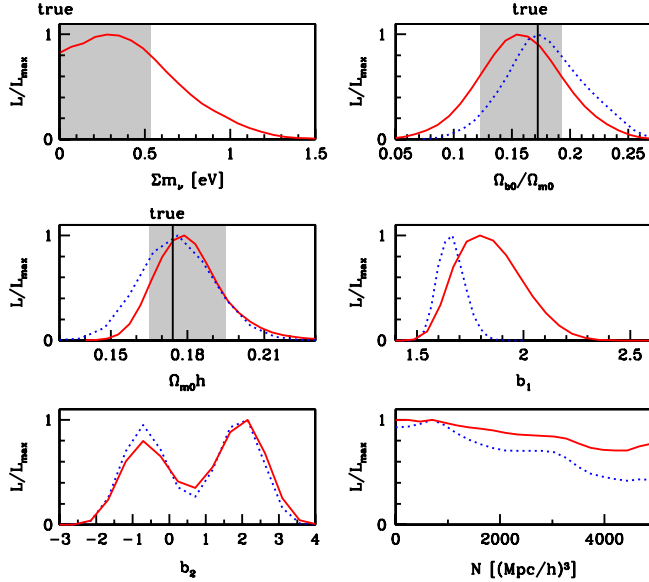 true
true
L/Lmax
1
0
0
0.5
1
1.5
Σmν [eV]
L/Lmax
1
0
0.05
0.1
0.15
0.2
0.25
Ωb0/Ωm0
true
L/Lmax
1
0
0.15
0.18
0.21
Ωm0h
L/Lmax
1
0
1.5
2
2.5
b1
L/Lmax
1
0
−3
−2
−1
0
1
2
3
4
b2
L/Lmax
1
0
0
2000
4000
N [(Mpc/h)³]